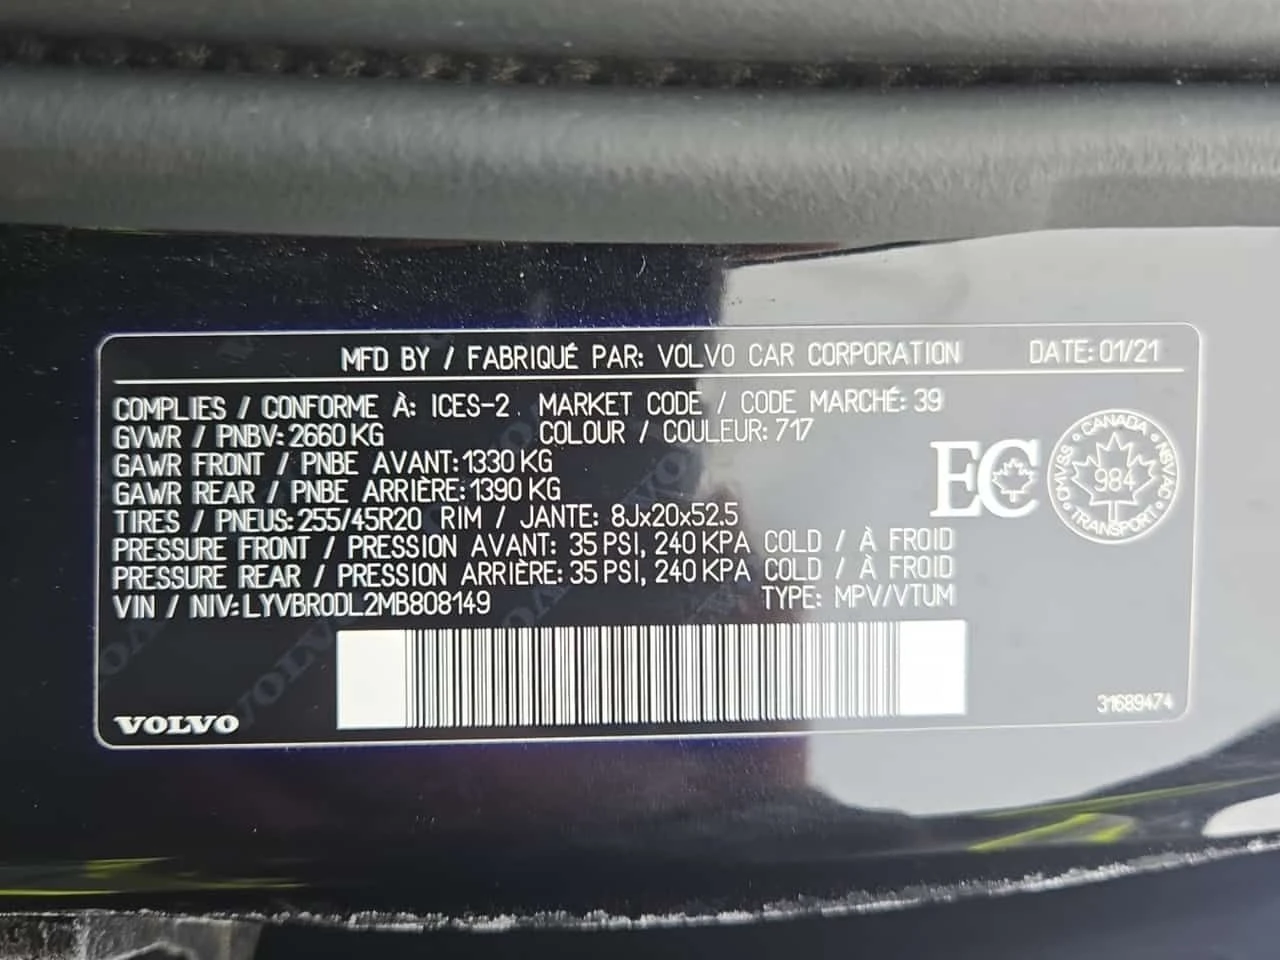 MFD BY / FABRIQUÉ PAR: VOLVO CAR CORPORATION DATE: 01/21
COMPLIES / CONFORME À: ICES-2 MARKET CODE / CODE MARCHÉ: 39
GVWR / PNBV: 2660 KG COLOUR / COULEUR: 717
GAWR FRONT / PNBE AVANT: 1330 KG
GAWR REAR / PNBE ARRIÈRE: 1390 KG
TIRES / PNEUS: 255/45R20 RIM / JANTE: 8Jx20x52.5
PRESSURE FRONT / PRESSION AVANT: 35 PSI, 240 KPA COLD / À FROID
PRESSURE REAR / PRESSION ARRIÈRE: 35 PSI, 240 KPA COLD / À FROID
VIN / NIV: LYVBR0DL2MB808149 TYPE: MPV/VTUM
EC
CANADA
CMVSS NSVAC
984
TRANSPORT
VOLVO
31689474